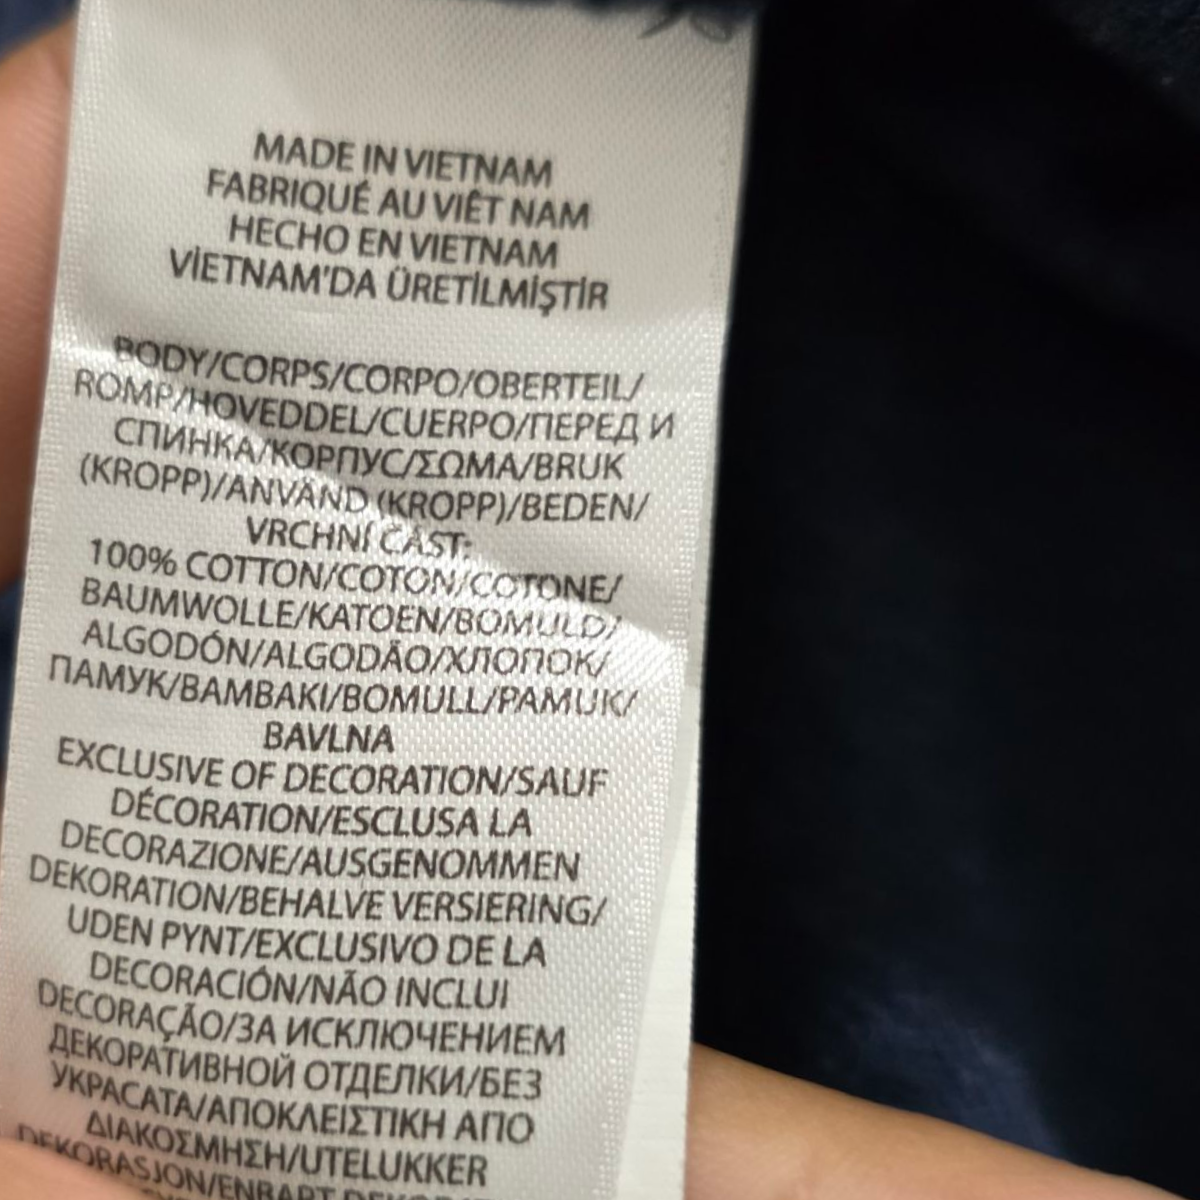 MADE IN VIETNAM
FABRIQUÉ AU VIÊT NAM
HECHO EN VIETNAM
VİETNAM'DA ÜRETİLMİŞTİR
BODY/CORPS/CORPO/OBERTEIL/
ROMP/HOVEDDEL/CUERPO/ПЕРЕД И
СПИНКА/КОРПУС/ΣΩΜΑ/BRUK
(KROPP)/ANVÄND (KROPP)/BEDEN/
VRCHNÍ ČÁST:
100% COTTON/COTON/COTONE/
BAUMWOLLE/KATOEN/BOMULD/
ALGODÓN/ALGODÃO/ХЛОПОК/
ПАМУК/BAMBAKI/BOMULL/PAMUK/
BAVLNA
EXCLUSIVE OF DECORATION/SAUF
DÉCORATION/ESCLUSA LA
DECORAZIONE/AUSGENOMMEN
DEKORATION/BEHALVE VERSIERING/
UDEN PYNT/EXCLUSIVO DE LA
DECORACIÓN/NÃO INCLUI
DECORAÇÃO/ЗА ИСКЛЮЧЕНИЕМ
ДЕКОРАТИВНОЙ ОТДЕЛКИ/БЕЗ
УКРАСАТА/ΑΠΟΚΛΕΙΣΤΙΚΗ ΑΠΟ
ΔΙΑΚΟΣΜΗΣΗ/UTELUKKER
DEKORASJON/ENBART